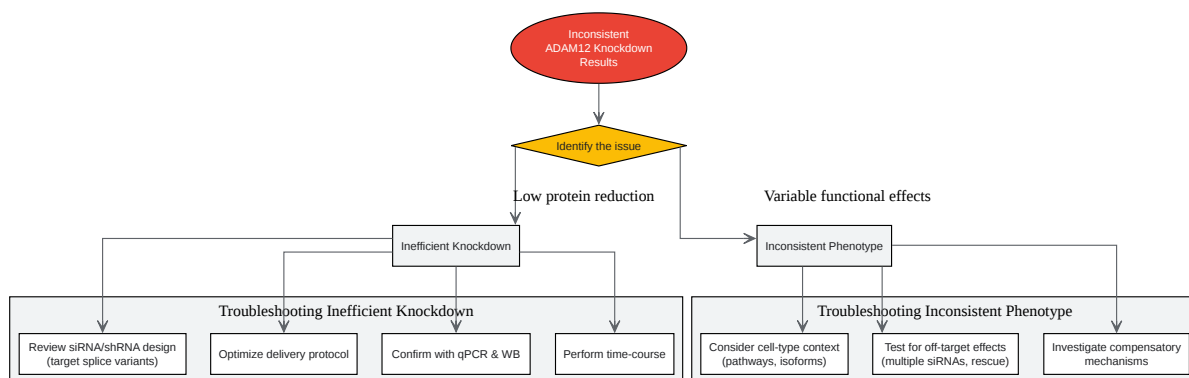 Inconsistent
ADAM12 Knockdown
Results
Identify the issue
Low protein reduction
Variable functional effects
Inefficient Knockdown
Inconsistent Phenotype
Troubleshooting Inefficient Knockdown
Troubleshooting Inconsistent Phenotype
Review siRNA/shRNA design
(target splice variants)
Optimize delivery protocol
Confirm with qPCR & WB
Perform time-course
Consider cell-type context
(pathways, isoforms)
Test for off-target effects
(multiple siRNAs, rescue)
Investigate compensatory
mechanisms